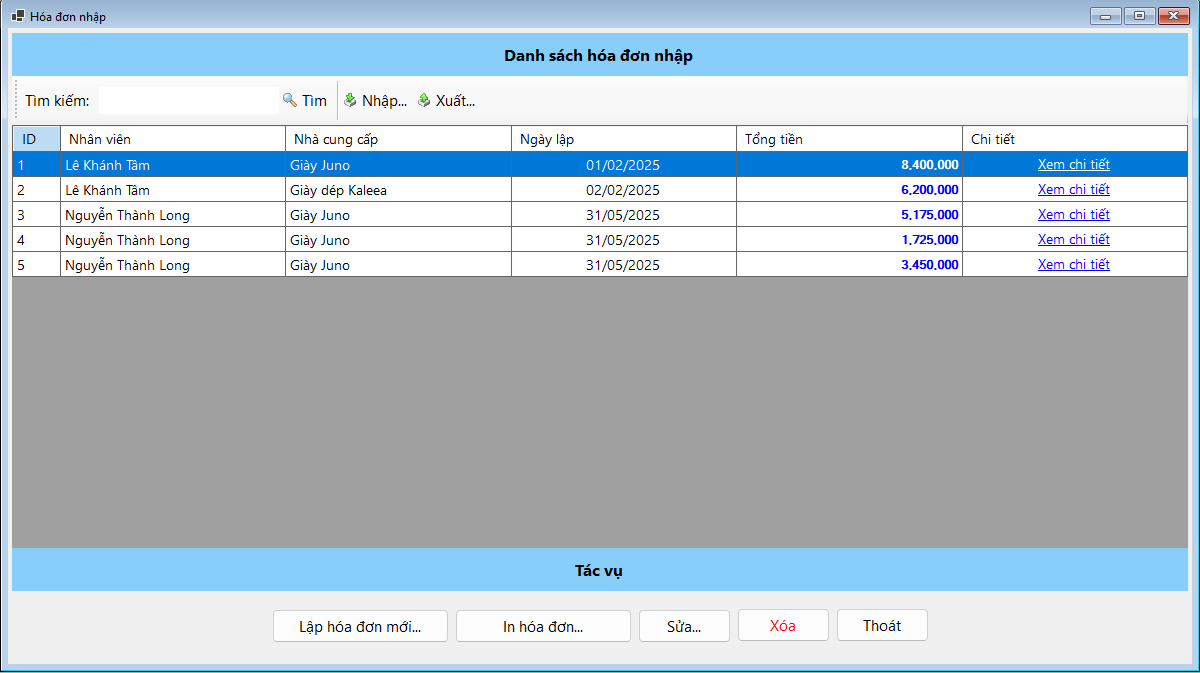 Hóa đơn nhập
Danh sách hóa đơn nhập
Tìm kiếm: Tìm Nhập... Xuất...
ID Nhân viên Nhà cung cấp Ngày lập Tổng tiền Chi tiết
1 Lê Khánh Tâm Giày Juno 01/02/2025 8,400,000 Xem chi tiết
2 Lê Khánh Tâm Giày dép Kaleea 02/02/2025 6,200,000 Xem chi tiết
3 Nguyễn Thành Long Giày Juno 31/05/2025 5,175,000 Xem chi tiết
4 Nguyễn Thành Long Giày Juno 31/05/2025 1,725,000 Xem chi tiết
5 Nguyễn Thành Long Giày Juno 31/05/2025 3,450,000 Xem chi tiết
Tác vụ
Lập hóa đơn mới... In hóa đơn... Sửa... Xóa Thoát